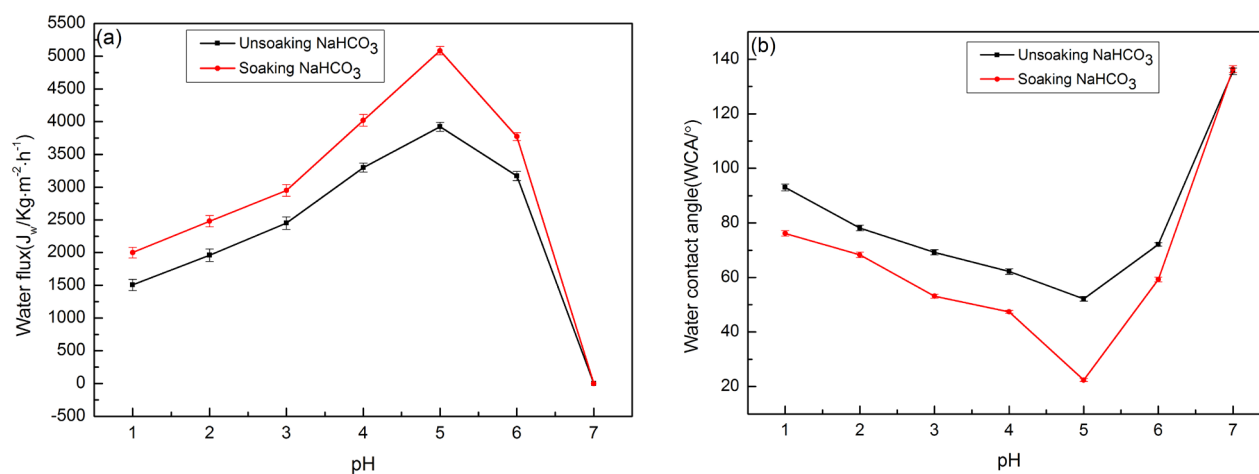 (a)
Unsoaking NaHCO3
Soaking NaHCO3
5500
5000
4500
4000
3500
3000
2500
2000
1500
1000
500
0
-500
Water flux(Jw/Kg·m-2·h-1)
1 2 3 4 5 6 7
pH
(b)
Unsoaking NaHCO3
Soaking NaHCO3
140
120
100
80
60
40
20
Water contact angle(WCA/°)
1 2 3 4 5 6 7
pH